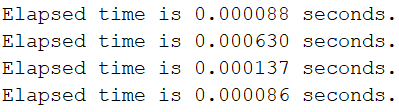 Elapsed time is 0.000088 seconds.
Elapsed time is 0.000630 seconds.
Elapsed time is 0.000137 seconds.
Elapsed time is 0.000086 seconds.